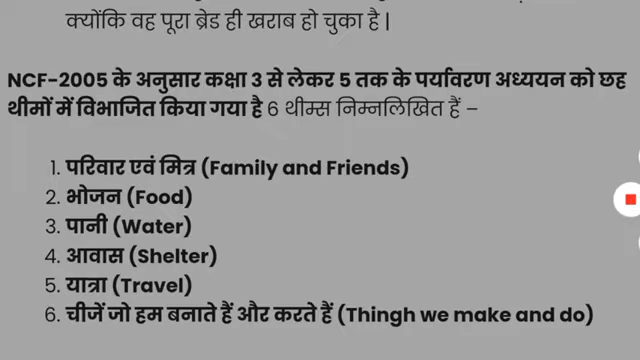 क्योंकि वह पूरा ब्रेड ही खराब हो चुका है |
NCF-2005 के अनुसार कक्षा 3 से लेकर 5 तक के पर्यावरण अध्ययन को छह
थीमों में विभाजित किया गया है 6 थीम्स निम्नलिखित हैं –
1. परिवार एवं मित्र (Family and Friends)
2. भोजन (Food)
3. पानी (Water)
4. आवास (Shelter)
5. यात्रा (Travel)
6. चीजें जो हम बनाते हैं और करते हैं (Thingh we make and do)